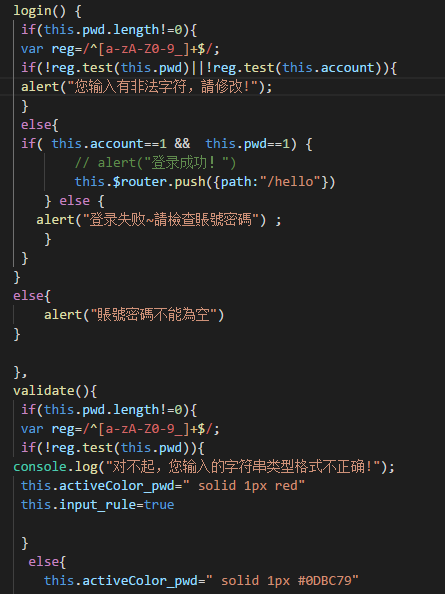 login() {
if(this.pwd.length!=0){
var reg=/^[a-zA-Z0-9_]+$/;
if(!reg.test(this.pwd)||!reg.test(this.account)){
alert("您输入有非法字符，請修改!");
}
else{
if( this.account==1 &&  this.pwd==1) {
// alert("登录成功！")
this.$router.push({path:"/hello"})
} else {
alert("登录失败~請檢查賬號密碼") ;
}
}
}
else{
alert("賬號密碼不能為空")
}
},
validate(){
if(this.pwd.length!=0){
var reg=/^[a-zA-Z0-9_]+$/;
if(!reg.test(this.pwd)){
console.log("对不起，您输入的字符串类型格式不正确!");
this.activeColor_pwd=" solid 1px red"
this.input_rule=true
}
else{
this.activeColor_pwd=" solid 1px #0DBC79"